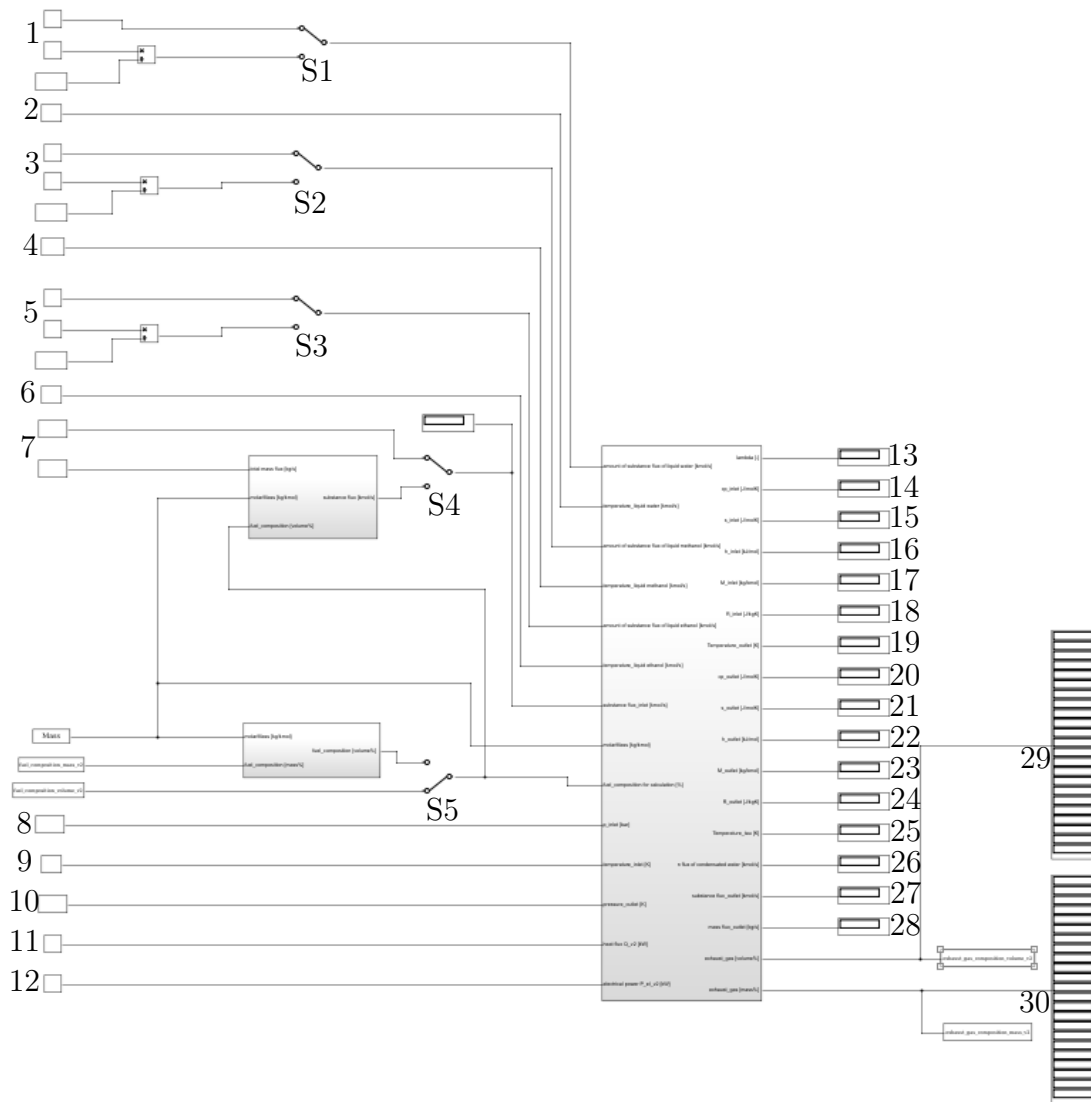 1
S1
2
3
S2
4
5
S3
6
7
total mass flux [kg/s]
molarMass [kg/kmol]
fuel_composition [volume%]
substance flux [kmol/s]
S4
Mass
fuel_composition_mass_v2
fuel_composition_volume_v2
molarMass [kg/kmol]
fuel_composition [mass%]
fuel_composition [volume%]
S5
8
9
10
11
12
amount of substance flux of liquid water [kmol/s]
temperature_liquid water [kmol/s]
amount of substance flux of liquid methanol [kmol/s]
temperature_liquid methanol [kmol/s]
amount of substance flux of liquid ethanol [kmol/s]
temperature_liquid ethanol [kmol/s]
substance flux_inlet [kmol/s]
molarMass [kg/kmol]
fuel_composition for calculation [%]
p_inlet [bar]
temperature_inlet [K]
pressure_outlet [K]
heat flux Q_v2 [kW]
electrical power P_el_v2 [kW]
lambda [-]
cp_inlet [J/molK]
s_inlet [J/molK]
h_inlet [kJ/mol]
M_inlet [kg/kmol]
R_inlet [J/kgK]
Temperature_outlet [K]
cp_outlet [J/molK]
s_outlet [J/molK]
h_outlet [kJ/mol]
M_outlet [kg/kmol]
R_outlet [J/kgK]
Temperature_tau [K]
n flux of condensated water [kmol/s]
substance flux_outlet [kmol/s]
mass flux_outlet [kg/s]
exhaust_gas [volume%]
exhaust_gas [mass%]
13
14
15
16
17
18
19
20
21
22
23
24
25
26
27
28
29
exhaust_gas_composition_volume_v2
30
exhaust_gas_composition_mass_v2